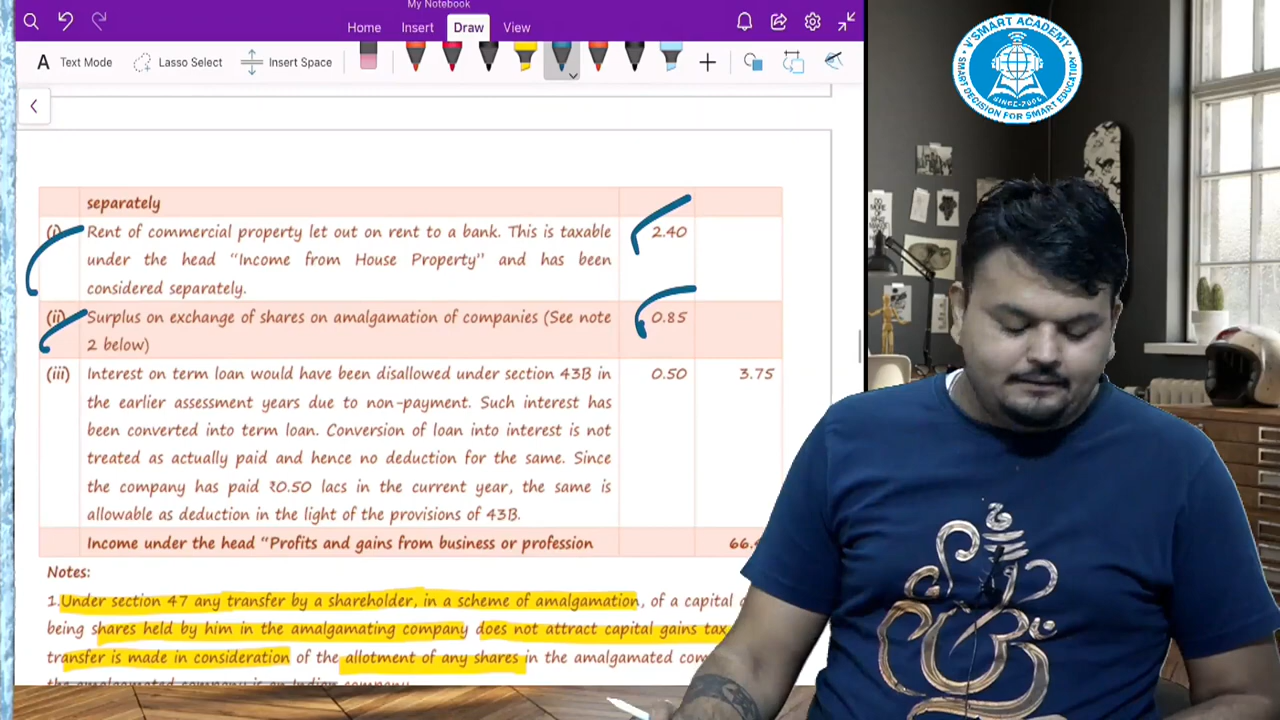 My Notebook
Home Insert Draw View
A Text Mode Lasso Select Insert Space
V'SMART ACADEMY
SINCE-2006
SMART DECISION FOR SMART EDUCATION
separately
(i) Rent of commercial property let out on rent to a bank. This is taxable 2.40
under the head “Income from House Property” and has been
considered separately.
(ii) Surplus on exchange of shares on amalgamation of companies (See note 0.85
2 below)
(iii) Interest on term loan would have been disallowed under section 43B in 0.50 3.75
the earlier assessment years due to non-payment. Such interest has
been converted into term loan. Conversion of loan into interest is not
treated as actually paid and hence no deduction for the same. Since
the company has paid ₹0.50 lacs in the current year, the same is
allowable as deduction in the light of the provisions of 43B.
Income under the head “Profits and gains from business or profession 66.
Notes:
1.Under section 47 any transfer by a shareholder, in a scheme of amalgamation, of a capital
being shares held by him in the amalgamating company does not attract capital gains tax
transfer is made in consideration of the allotment of any shares in the amalgamated
the amalgamated company is an Indian company